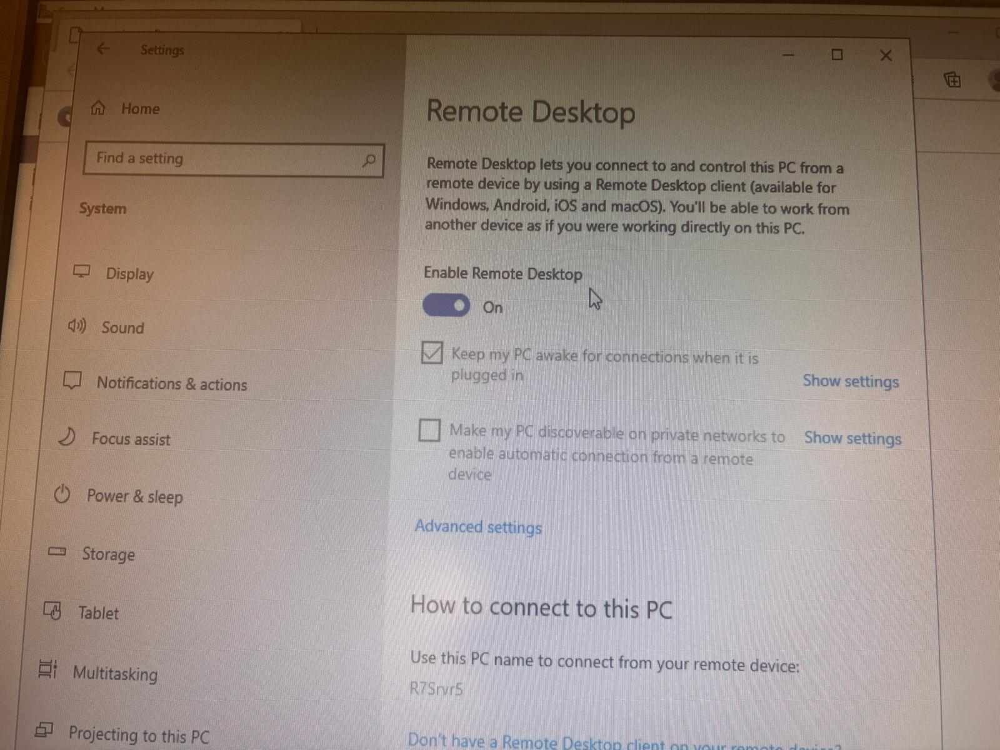 Settings
Home
Find a setting
System
Display
Sound
Notifications & actions
Focus assist
Power & sleep
Storage
Tablet
Multitasking
Projecting to this PC
Remote Desktop
Remote Desktop lets you connect to and control this PC from a
remote device by using a Remote Desktop client (available for
Windows, Android, iOS and macOS). You'll be able to work from
another device as if you were working directly on this PC.
Enable Remote Desktop
On
Keep my PC awake for connections when it is
plugged in
Show settings
Make my PC discoverable on private networks to
enable automatic connection from a remote
device
Show settings
Advanced settings
How to connect to this PC
Use this PC name to connect from your remote device:
R7Srvr5
Don't have a Remote Desktop client on your remote device?